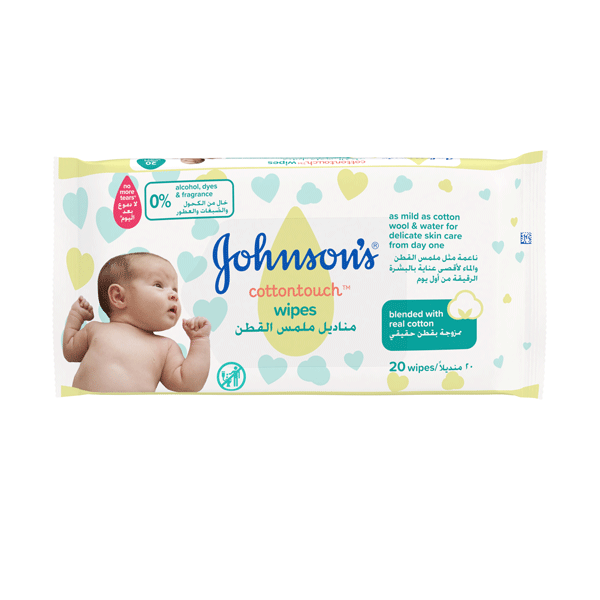 cottontouch™wipes
no
more
tears*
لا دموع
بعد
اليوم*
0%
alcohol, dyes
& fragrance
خال من الكحول
والصبغات والعطور
Johnson's®
cottontouch™
wipes
مناديل ملمس القطن
as mild as cotton
wool & water for
delicate skin care
from day one
ناعمة مثل ملمس القطن
والماء لأقصى عناية بالبشرة
الرقيقة من أول يوم
blended with
real cotton
ممزوجة بقطن حقيقي
20 wipes/ ٢٠ منديلاً